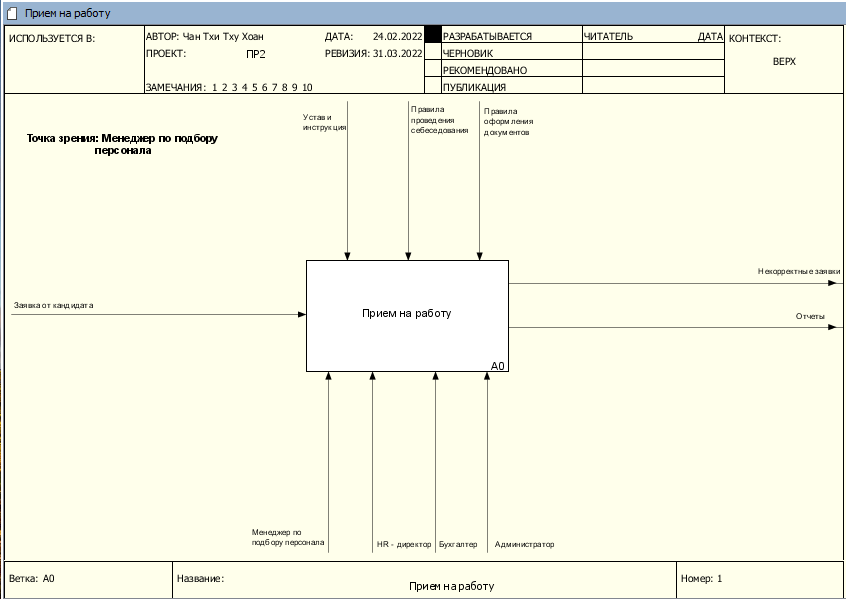 Прием на работу
ИСПОЛЬЗУЕТСЯ В:
АВТОР: Чан Тхи Тху Хоан
ДАТА: 24.02.2022
РАЗРАБАТЫВАЕТСЯ
ЧИТАТЕЛЬ
ДАТА
КОНТЕКСТ:
ПРОЕКТ: ПР2
РЕВИЗИЯ: 31.03.2022
ЧЕРНОВИК
ВЕРХ
РЕКОМЕНДОВАНО
ЗАМЕЧАНИЯ: 1 2 3 4 5 6 7 8 9 10
ПУБЛИКАЦИЯ
Точка зрения: Менеджер по подбору
персонала
Устав и
инструкция
Правила
проведения
себеседования
Правила
оформления
документов
Некорректные заявки
Заявка от кандидата
Прием на работу
Отчеты
A0
Менеджер по
подбору персонала
HR - директор
Бухгалтер
Администратор
Ветка: A0
Название:
Прием на работу
Номер: 1